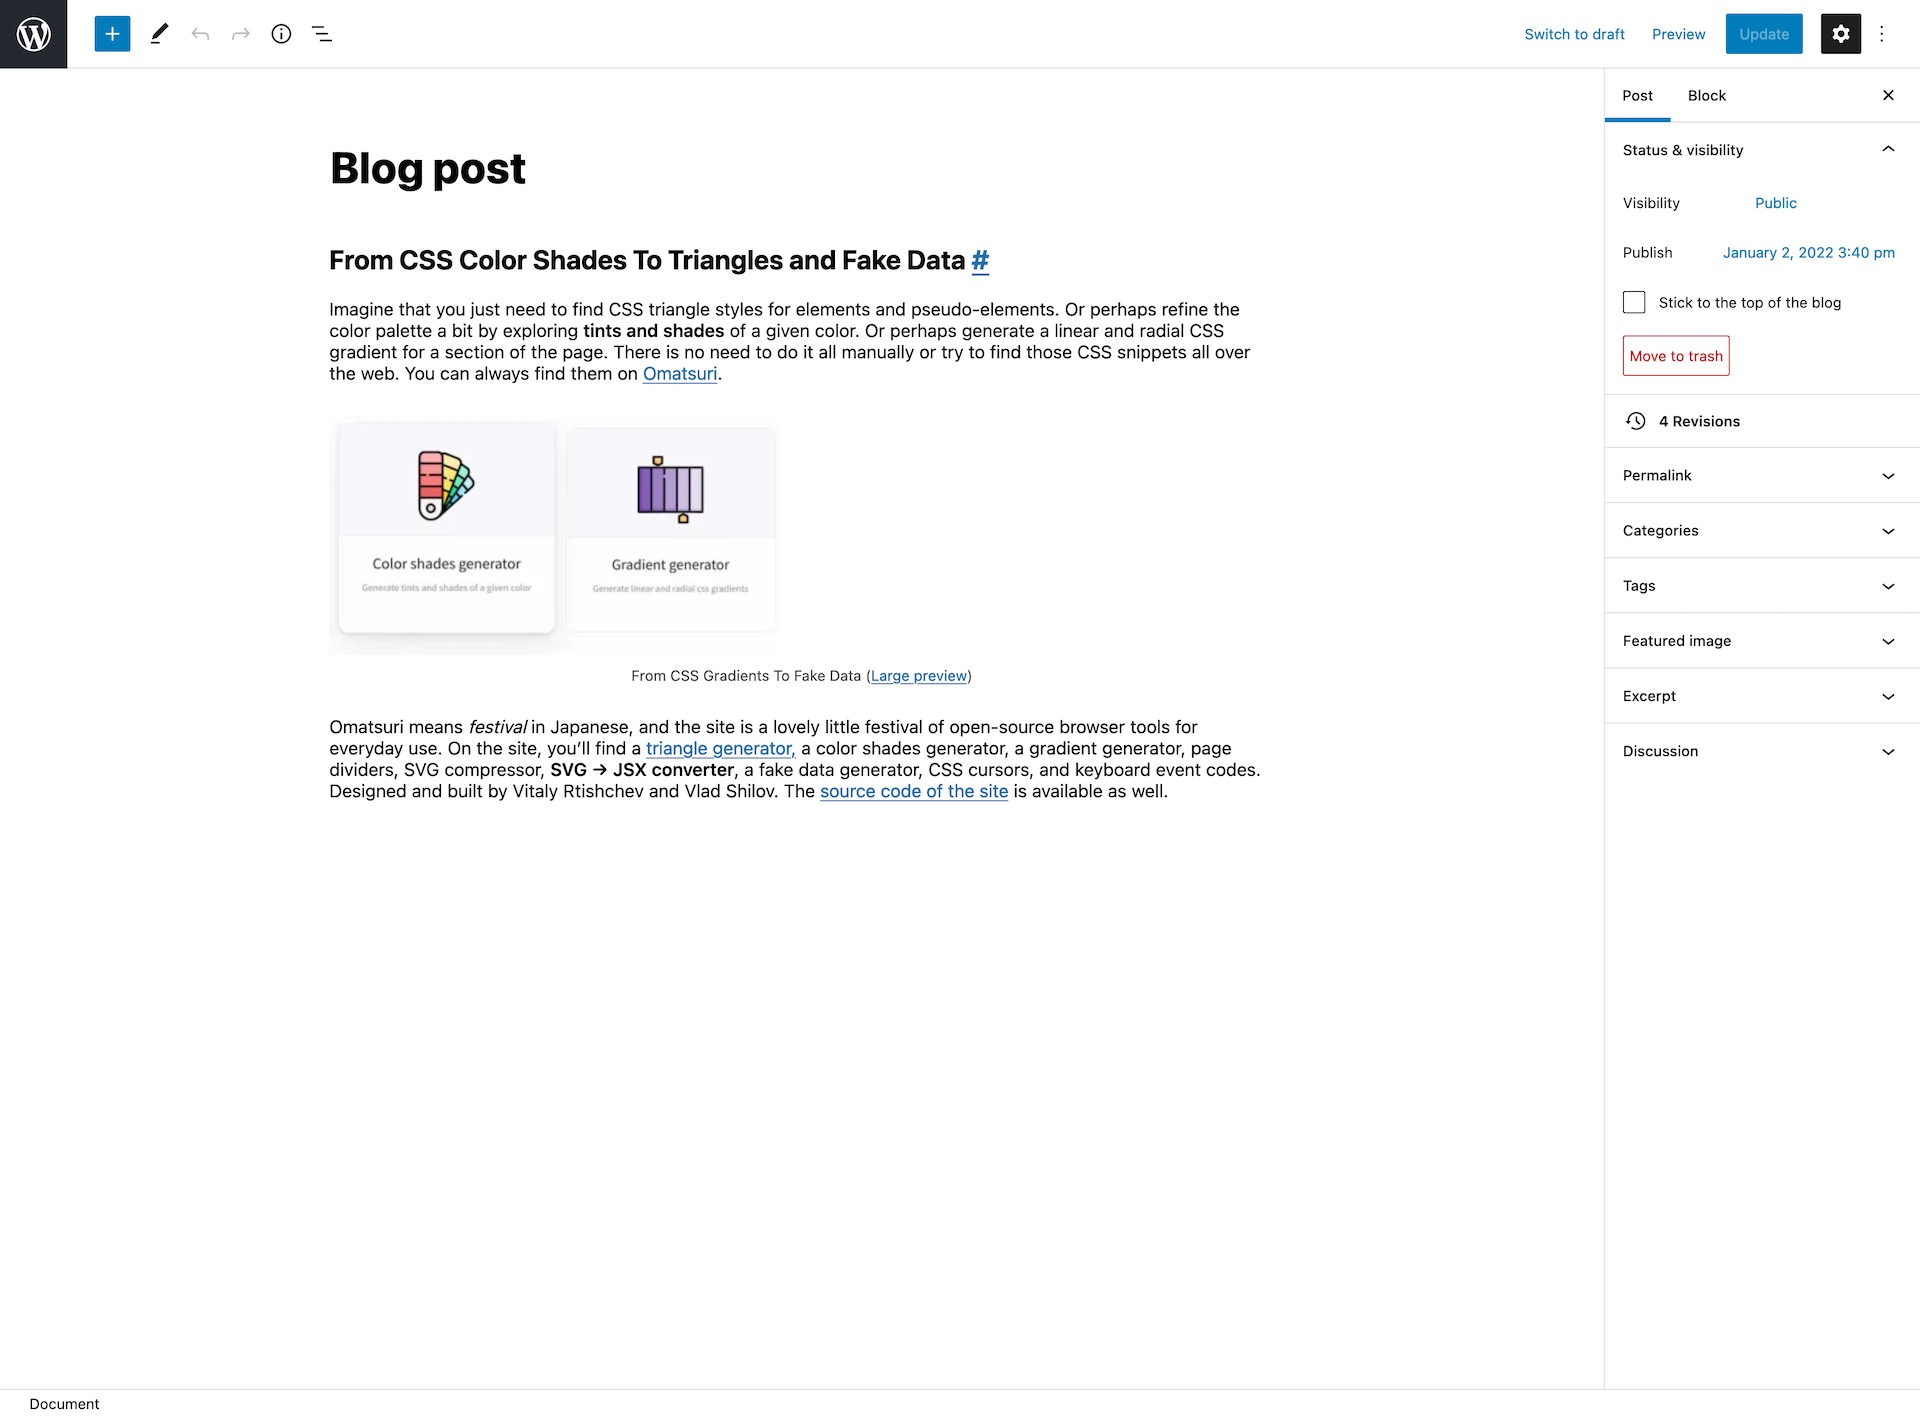 Switch to draft
Preview
Update
Post
Block
Blog post
From CSS Color Shades To Triangles and Fake Data #
Imagine that you just need to find CSS triangle styles for elements and pseudo-elements. Or perhaps refine the
color palette a bit by exploring tints and shades of a given color. Or perhaps generate a linear and radial CSS
gradient for a section of the page. There is no need to do it all manually or try to find those CSS snippets all over
the web. You can always find them on Omatsuri.
Color shades generator
Generate tints and shades of a given color
Gradient generator
Generate linear and radial css gradients
From CSS Gradients To Fake Data (Large preview)
Omatsuri means festival in Japanese, and the site is a lovely little festival of open-source browser tools for
everyday use. On the site, you’ll find a triangle generator, a color shades generator, a gradient generator, page
dividers, SVG compressor, SVG → JSX converter, a fake data generator, CSS cursors, and keyboard event codes.
Designed and built by Vitaly Rtishchev and Vlad Shilov. The source code of the site is available as well.
Status & visibility
Visibility
Public
Publish
January 2, 2022 3:40 pm
Stick to the top of the blog
Move to trash
4 Revisions
Permalink
Categories
Tags
Featured image
Excerpt
Discussion
Document